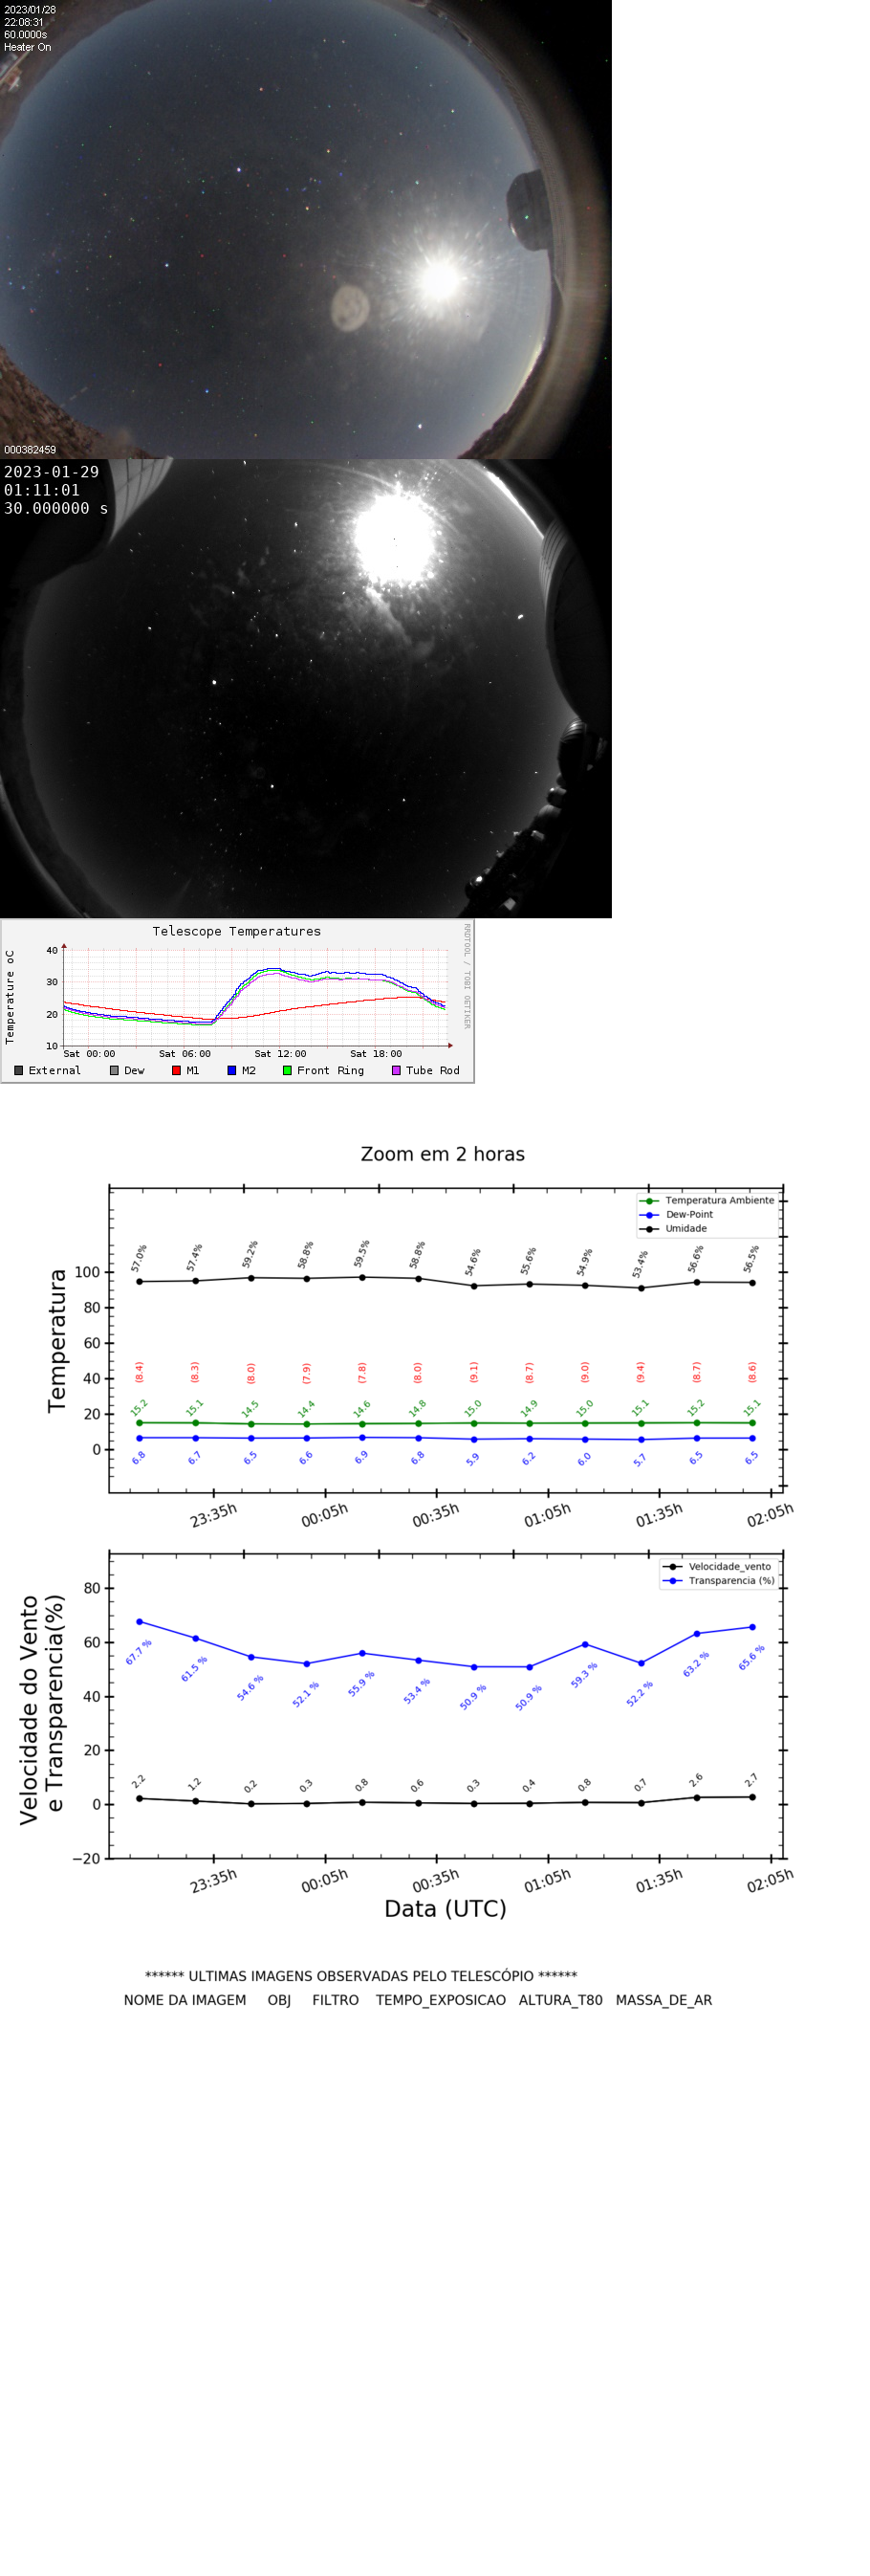 2023/01/28
22:08:31
60.0000s
Heater On
000382459
2023-01-29
01:11:01
30.000000 s
Telescope Temperatures
RRDTOOL / TOBI OETIKER
Temperature oC
40
30
20
10
Sat 00:00 Sat 06:00 Sat 12:00 Sat 18:00
External Dew M1 M2 Front Ring Tube Rod
Zoom em 2 horas
Temperatura Ambiente
Dew-Point
Umidade
Temperatura
100
80
60
40
20
0
57.0% 57.4% 59.2% 58.8% 59.5% 58.8% 54.6% 55.6% 54.9% 53.4% 56.6% 56.5%
(8.4) (8.3) (8.0) (7.9) (7.8) (8.0) (9.1) (8.7) (9.0) (9.4) (8.7) (8.6)
15.2 15.1 14.5 14.4 14.6 14.8 15.0 14.9 15.0 15.1 15.2 15.1
6.8 6.7 6.5 6.6 6.9 6.8 5.9 6.2 6.0 5.7 6.5 6.5
23:35h 00:05h 00:35h 01:05h 01:35h 02:05h
Velocidade_vento
Transparencia (%)
Velocidade do Vento
e Transparencia(%)
80
60
40
20
0
−20
67.7 % 61.5 % 54.6 % 52.1 % 55.9 % 53.4 % 50.9 % 50.9 % 59.3 % 52.2 % 63.2 % 65.6 %
2.2 1.2 0.2 0.3 0.8 0.6 0.3 0.4 0.8 0.7 2.6 2.7
23:35h 00:05h 00:35h 01:05h 01:35h 02:05h
Data (UTC)
****** ULTIMAS IMAGENS OBSERVADAS PELO TELESCÓPIO ******
NOME DA IMAGEM OBJ FILTRO TEMPO_EXPOSICAO ALTURA_T80 MASSA_DE_AR